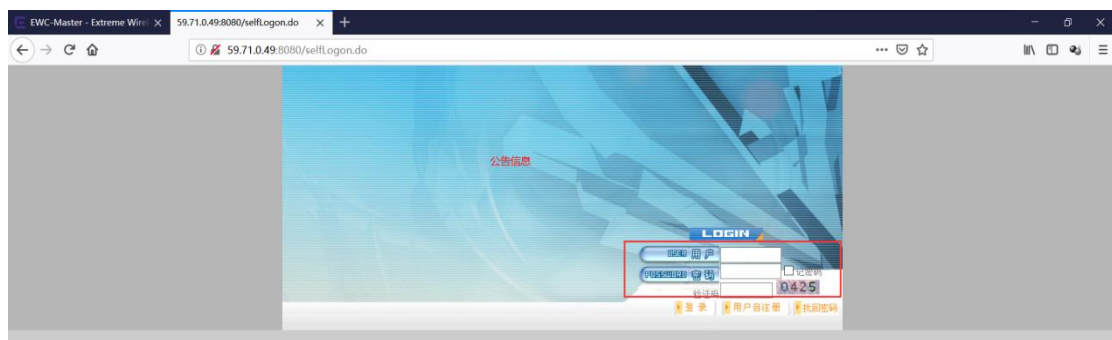 EWC-Master - Extreme Wirel
59.71.0.49:8080/selfLogon.do
59.71.0.49:8080/selfLogon.do
公告信息
LOGIN
USER 用户
PASSWORD 密码
记密码
验证码
0425
登 录
用户自注册
找回密码